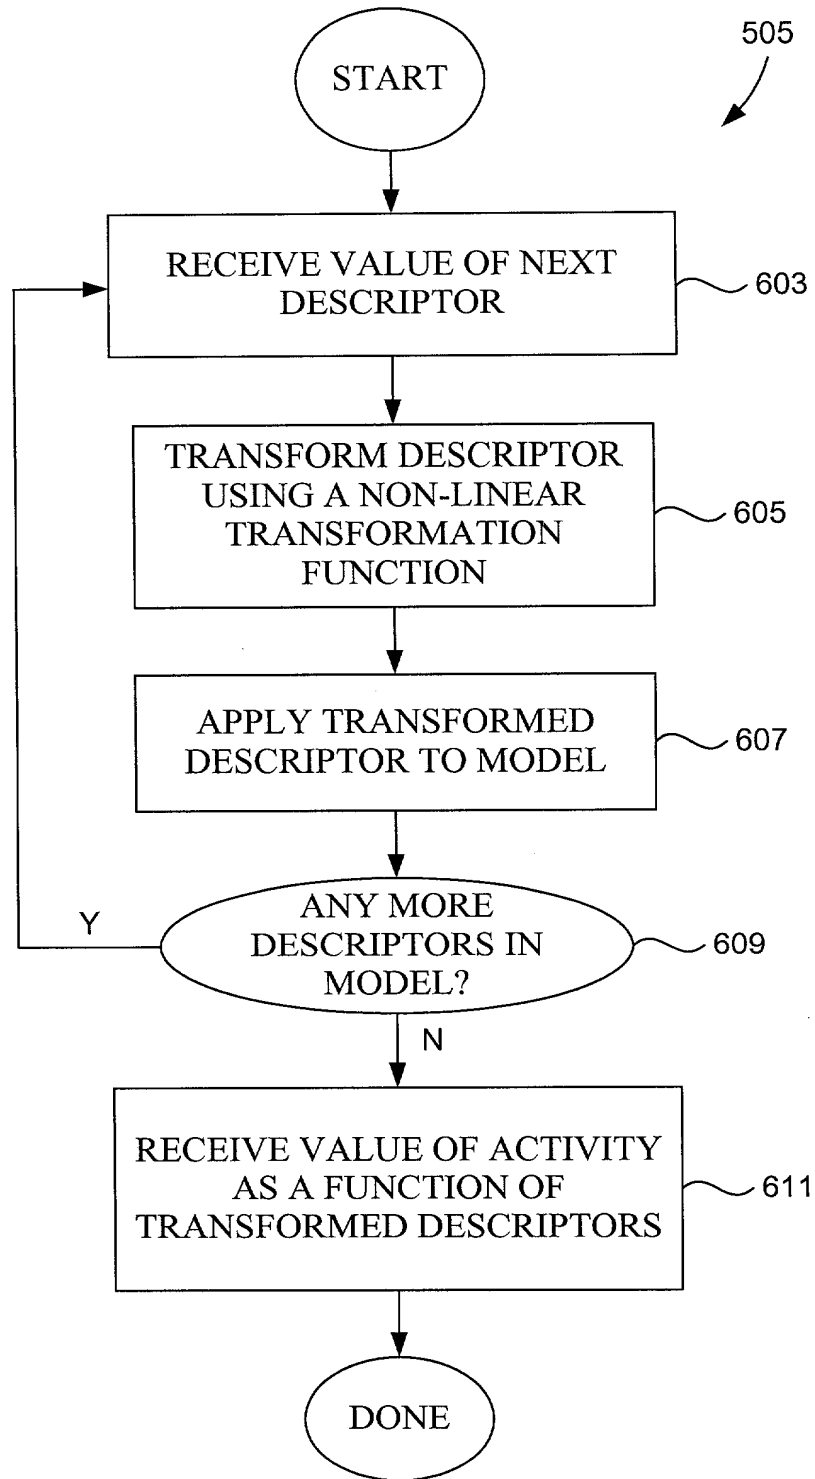 505
START
RECEIVE VALUE OF NEXT
DESCRIPTOR
603
TRANSFORM DESCRIPTOR
USING A NON-LINEAR
TRANSFORMATION
FUNCTION
605
APPLY TRANSFORMED
DESCRIPTOR TO MODEL
607
ANY MORE
DESCRIPTORS IN
MODEL?
609
Y
N
RECEIVE VALUE OF ACTIVITY
AS A FUNCTION OF
TRANSFORMED DESCRIPTORS
611
DONE